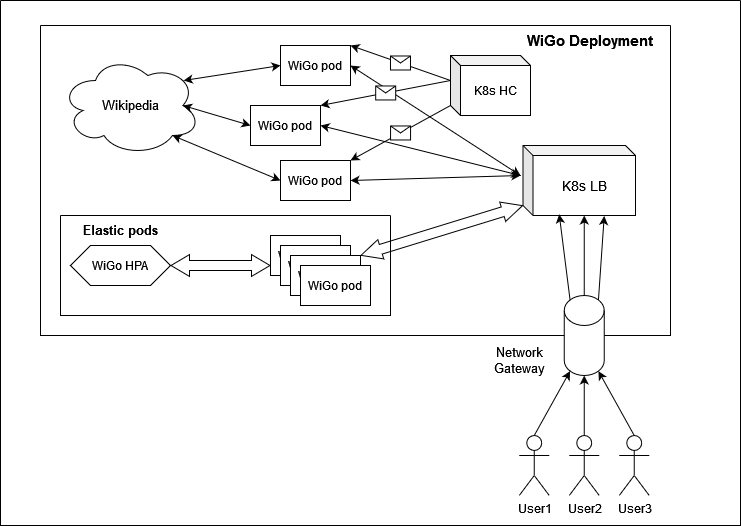 WiGo Deployment
WiGo pod
K8s HC
Wikipedia
WiGo pod
WiGo pod
K8s LB
Elastic pods
WiGo HPA
WiGo pod
Network
Gateway
User1
User2
User3